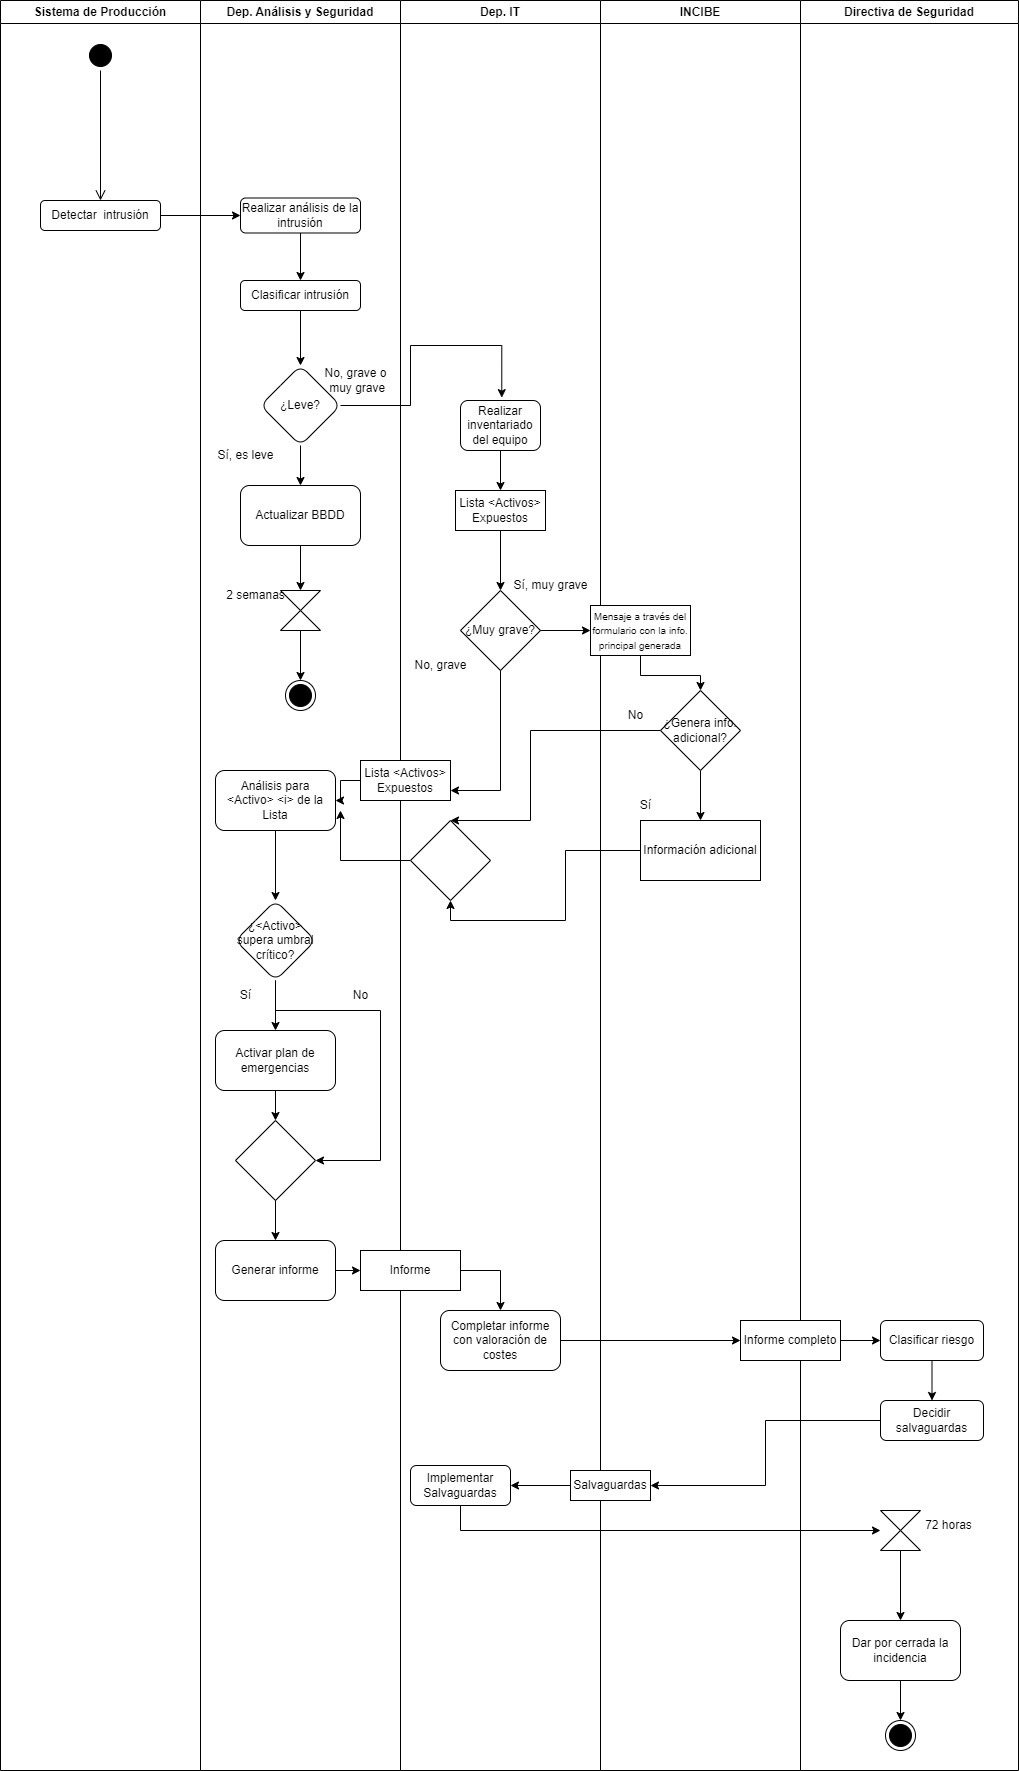 Sistema de Producción
Dep. Análisis y Seguridad
Dep. IT
INCIBE
Directiva de Seguridad
Detectar intrusión
Realizar análisis de la
intrusión
Clasificar intrusión
¿Leve?
No, grave o
muy grave
Sí, es leve
Realizar
inventariado
del equipo
Actualizar BBDD
Lista <Activos>
Expuestos
2 semanas
Sí, muy grave
¿Muy grave?
Mensaje a través del
formulario con la info.
principal generada
No, grave
No
¿Genera info.
adicional?
Sí
Lista <Activos>
Expuestos
Análisis para
<Activo> <i> de la
Lista
Información adicional
¿<Activo>
supera umbral
crítico?
Sí
No
Activar plan de
emergencias
Generar informe
Informe
Completar informe
con valoración de
costes
Informe completo
Clasificar riesgo
Decidir
salvaguardas
Implementar
Salvaguardas
Salvaguardas
72 horas
Dar por cerrada la
incidencia